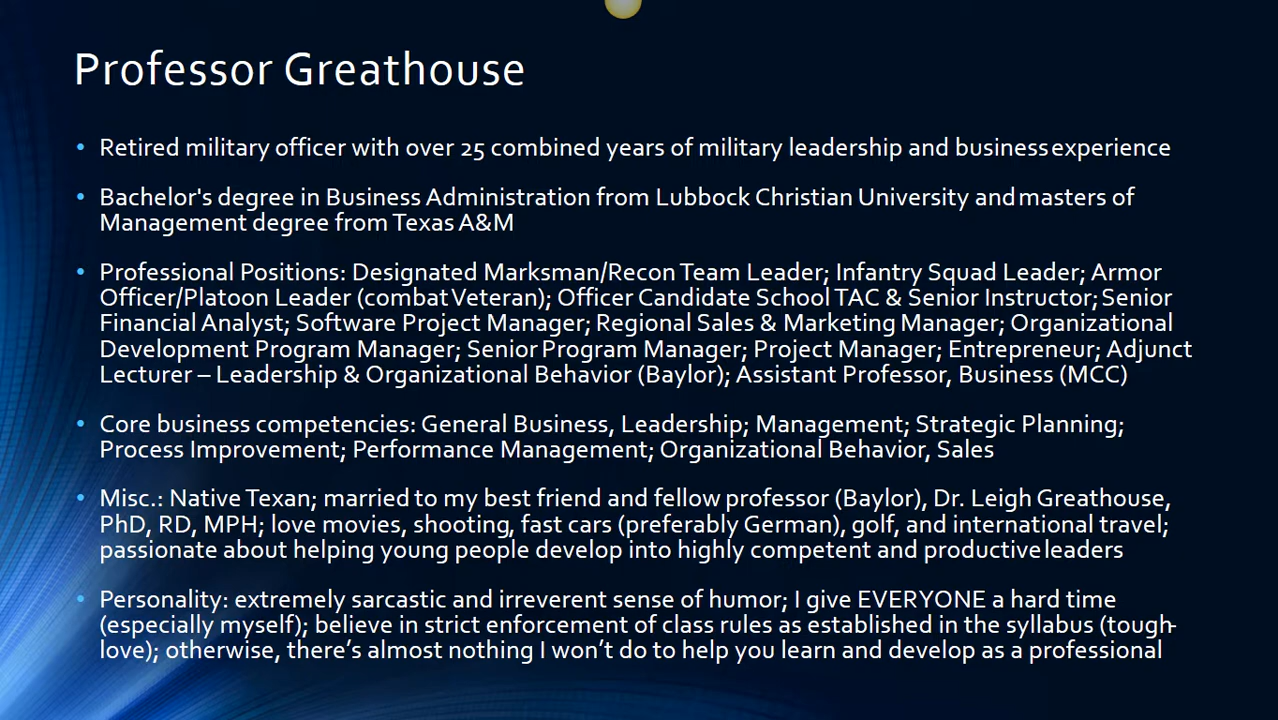 Professor Greathouse
• Retired military officer with over 25 combined years of military leadership and business experience
• Bachelor's degree in Business Administration from Lubbock Christian University and masters of
Management degree from Texas A&M
• Professional Positions: Designated Marksman/Recon Team Leader; Infantry Squad Leader; Armor
Officer/Platoon Leader (combat Veteran); Officer Candidate School TAC & Senior Instructor; Senior
Financial Analyst; Software Project Manager; Regional Sales & Marketing Manager; Organizational
Development Program Manager; Senior Program Manager; Project Manager; Entrepreneur; Adjunct
Lecturer – Leadership & Organizational Behavior (Baylor); Assistant Professor, Business (MCC)
• Core business competencies: General Business, Leadership; Management; Strategic Planning;
Process Improvement; Performance Management; Organizational Behavior, Sales
• Misc.: Native Texan; married to my best friend and fellow professor (Baylor), Dr. Leigh Greathouse,
PhD, RD, MPH; love movies, shooting, fast cars (preferably German), golf, and international travel;
passionate about helping young people develop into highly competent and productive leaders
• Personality: extremely sarcastic and irreverent sense of humor; I give EVERYONE a hard time
(especially myself); believe in strict enforcement of class rules as established in the syllabus (tough-
love); otherwise, there’s almost nothing I won’t do to help you learn and develop as a professional